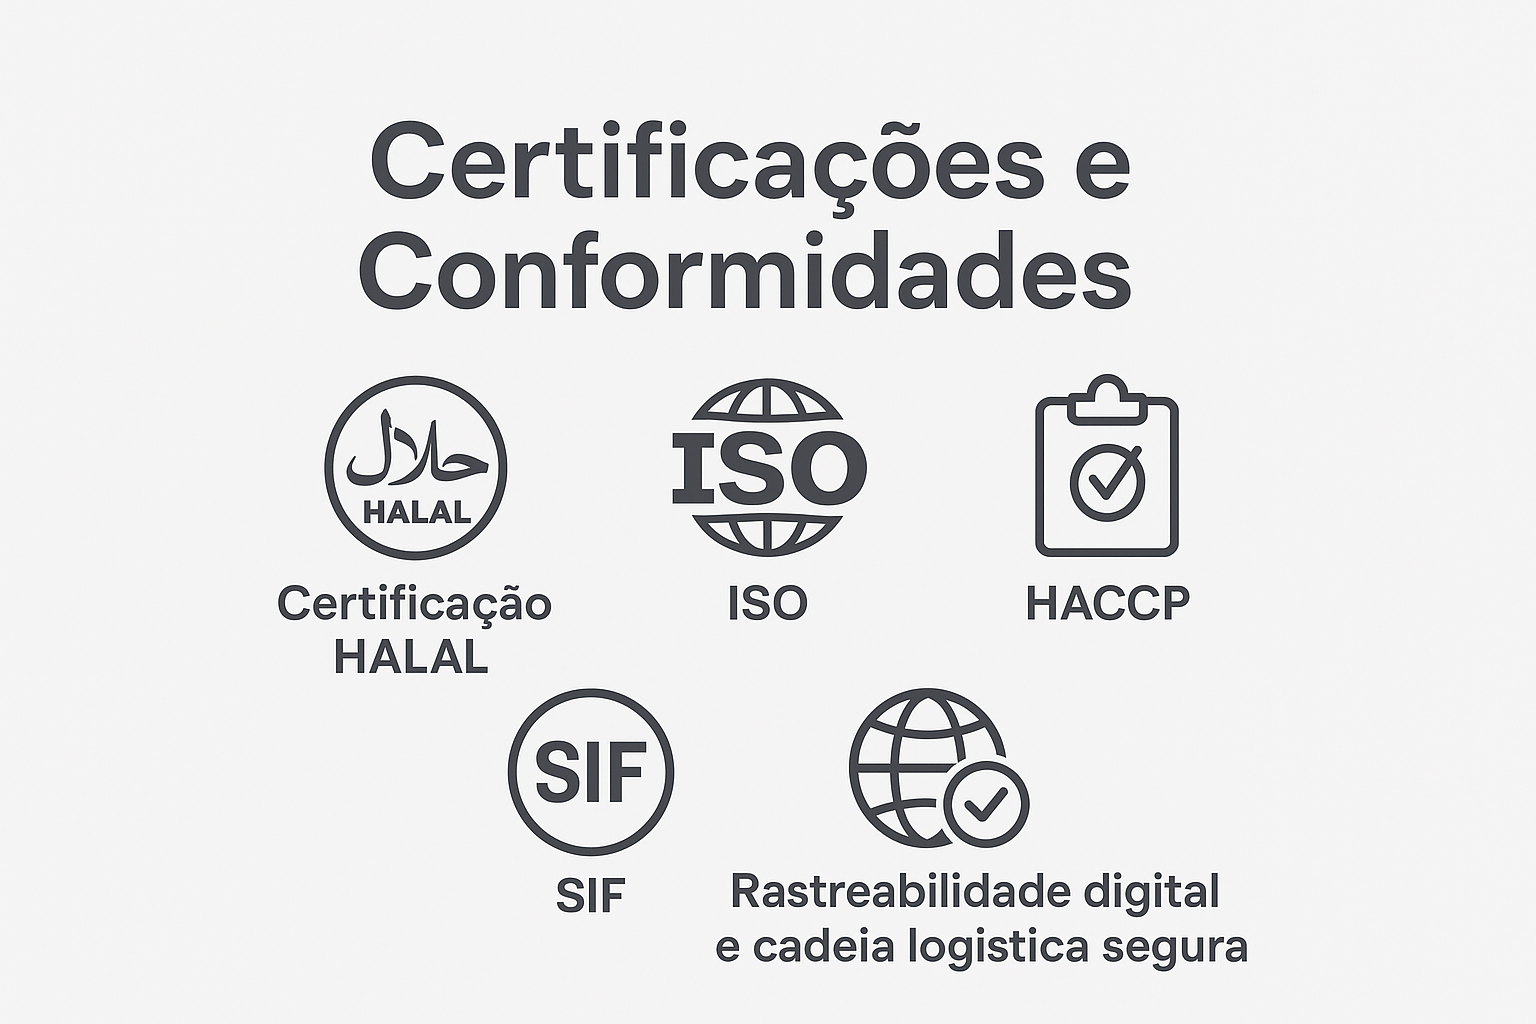 Certificações e
Conformidades
حلال
HALAL
ISO
Certificação
HALAL
ISO
HACCP
SIF
SIF
Rastreabilidade digital
e cadeia logistica segura